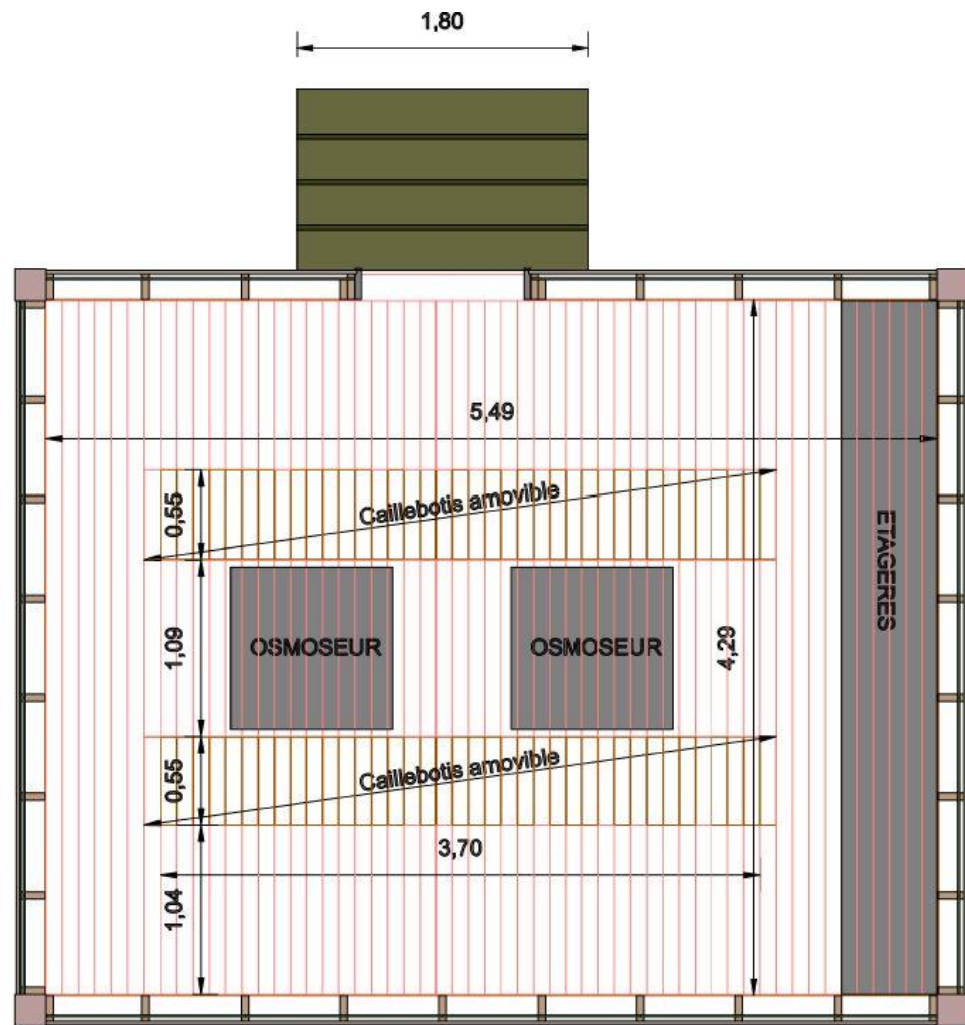 1,80
5,49
0,55
Caillebotis amovible
ETAGERES
1,09
OSMOSEUR
OSMOSEUR
4,29
0,55
Caillebotis amovible
3,70
1,04